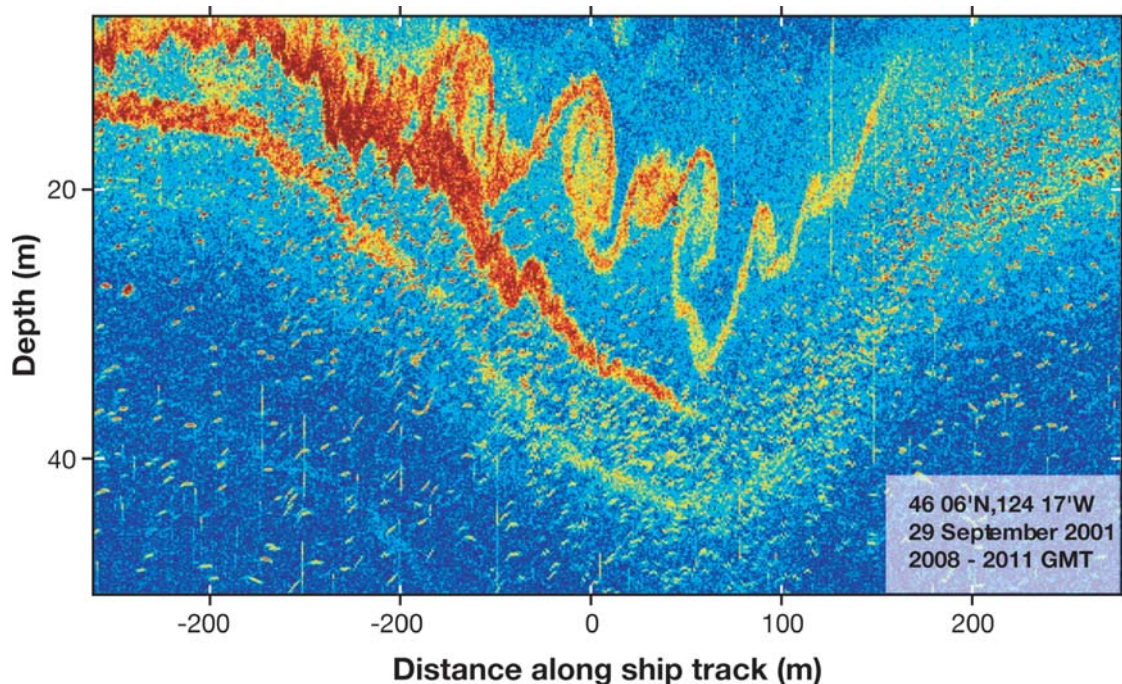 20
40
Depth (m)
-200
-200
0
100
200
Distance along ship track (m)
46 06'N,124 17'W
29 September 2001
2008 - 2011 GMT